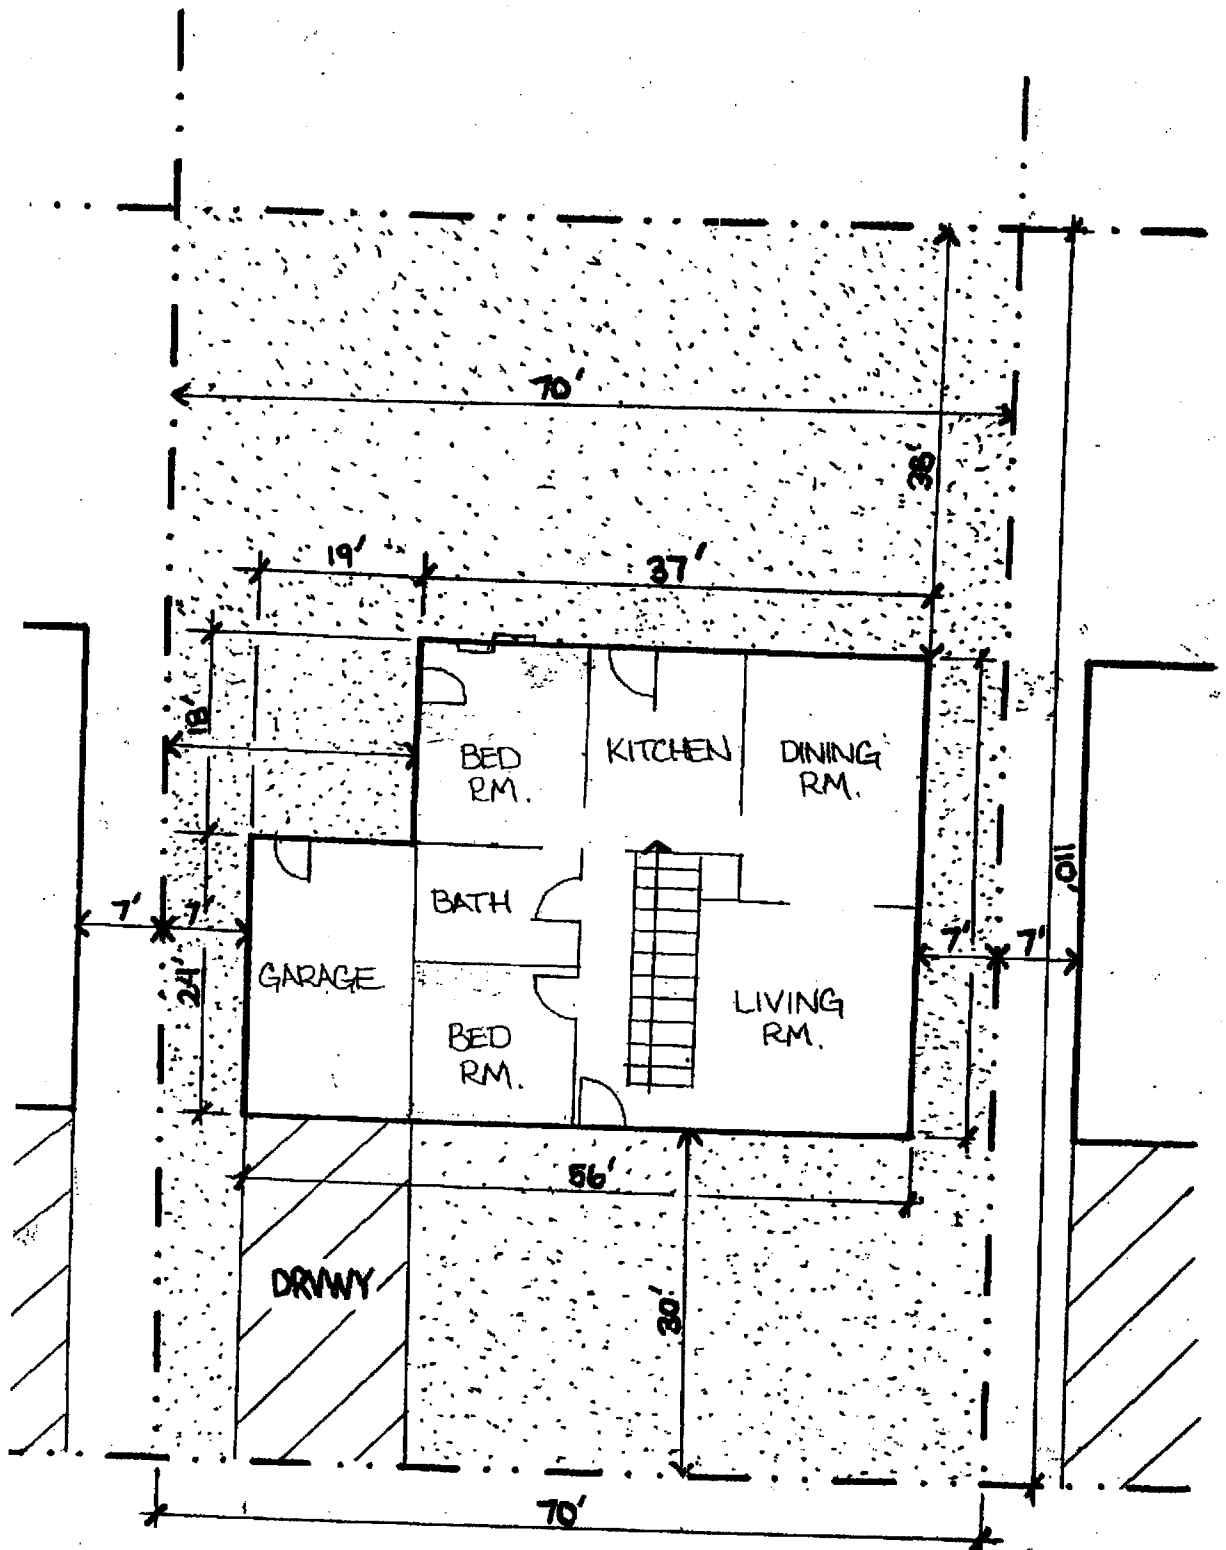 70'
38'
19'
37'
18'
BED
RM.
KITCHEN
DINING
RM.
110'
7'
7'
BATH
7'
7'
24'
GARAGE
LIVING
RM.
BED
RM.
56'
DRVWY
30'
70'